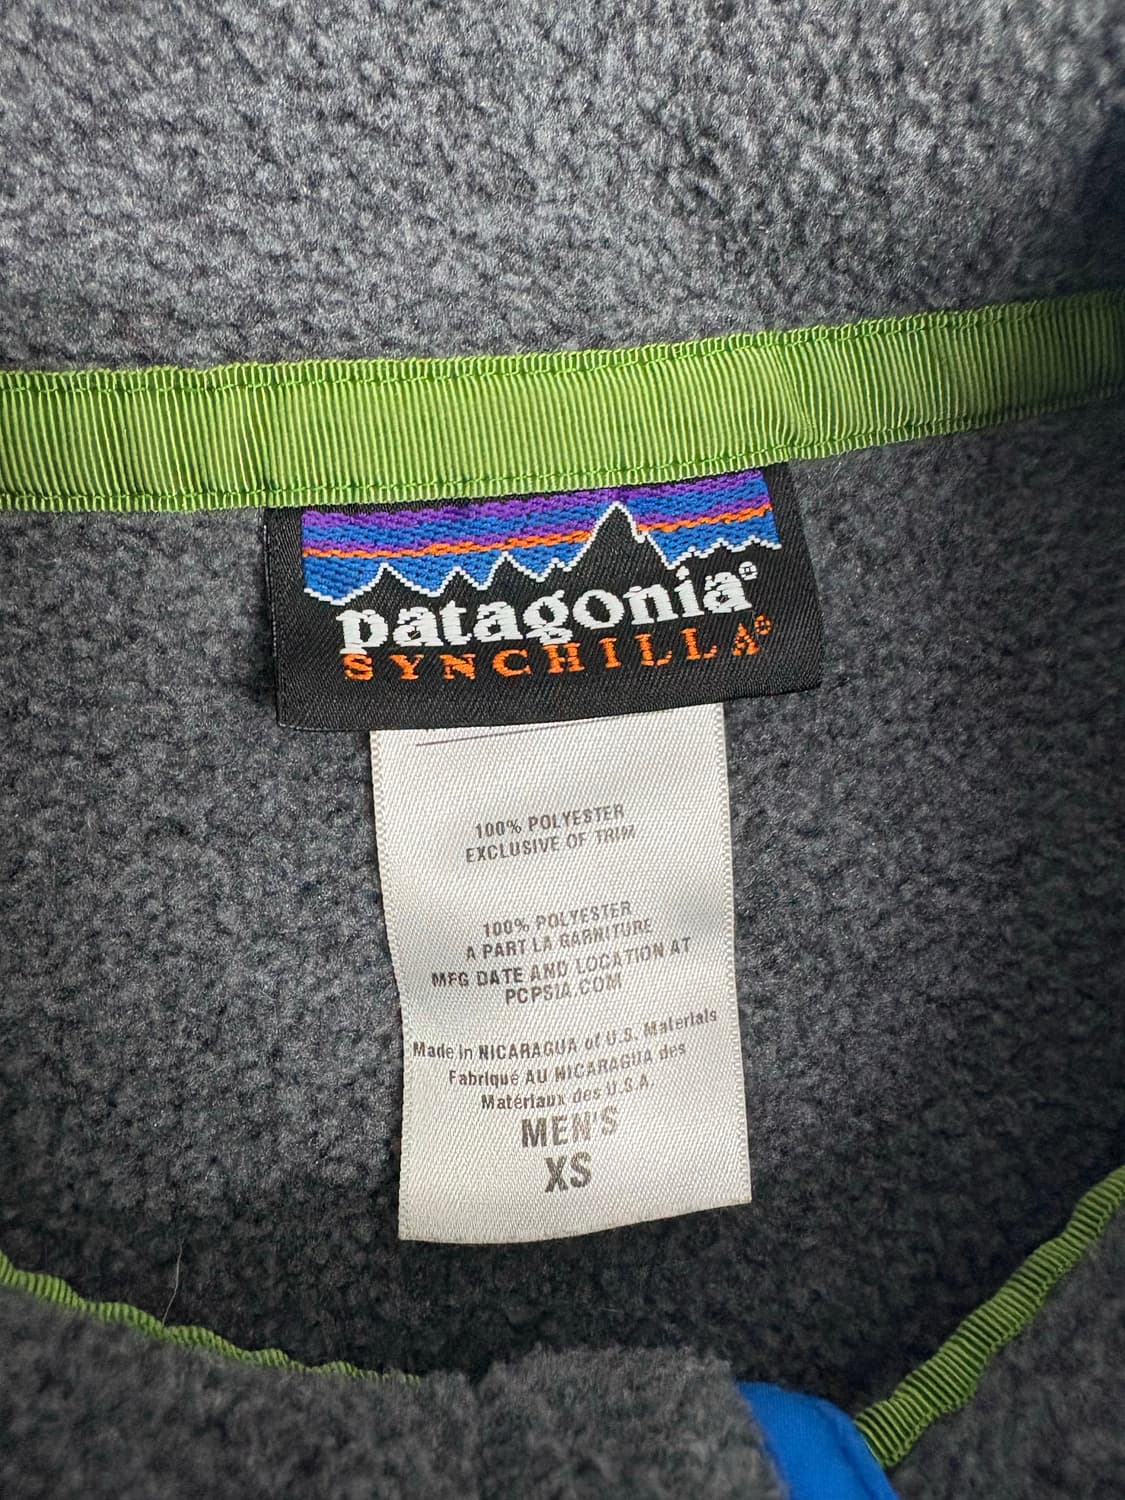 patagonia®
SYNCHILLA®
100% POLYESTER
EXCLUSIVE OF TRIM
100% POLYESTER
A PART LA GARNITURE
MFG DATE AND LOCATION AT
PCPSIA.COM
Made in NICARAGUA of U.S. Materials
Fabriqué AU NICARAGUA des
Matériaux des U.S.A.
MEN'S
XS